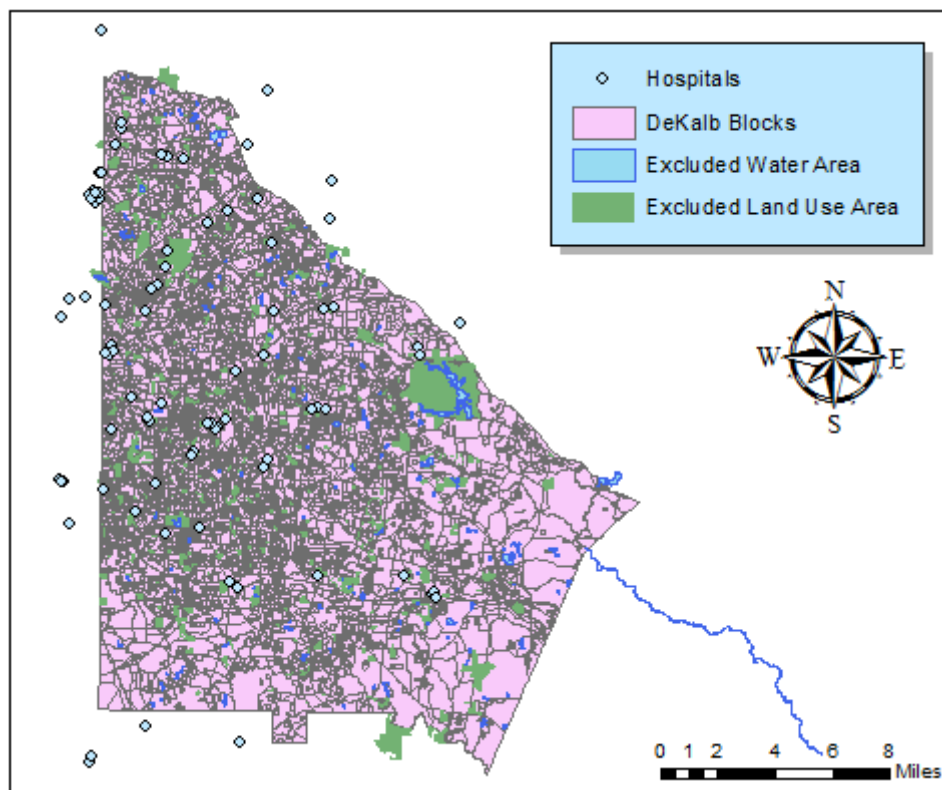 Hospitals
DeKalb Blocks
Excluded Water Area
Excluded Land Use Area
N
W
E
S
0 1 2 4 6 8
Miles